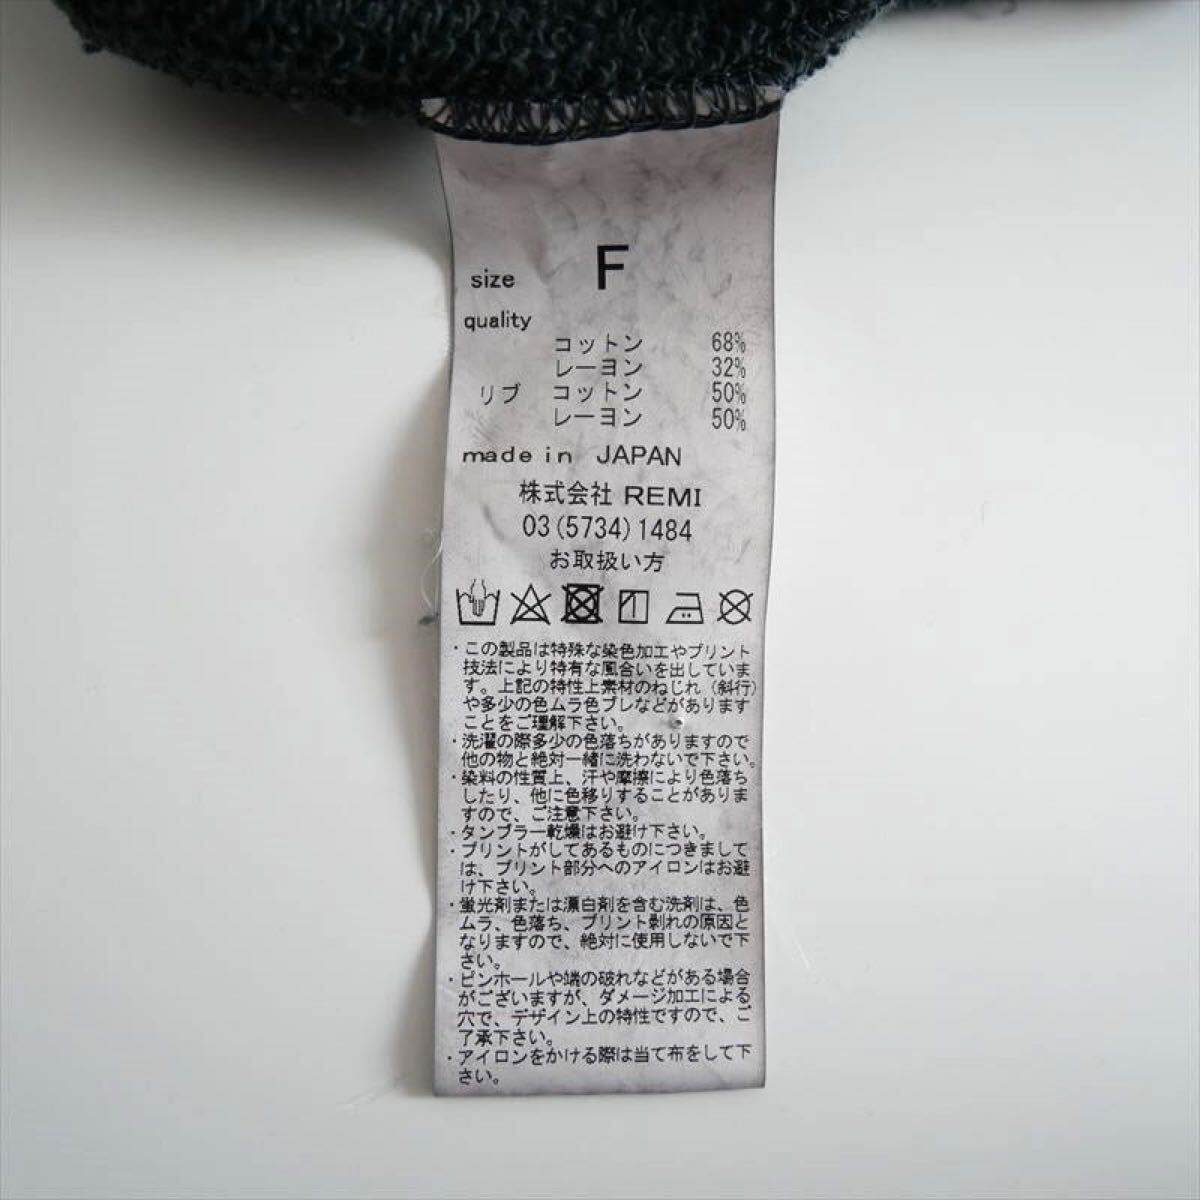 size F
quality
コットン 68%
レーヨン 32%
リブ コットン 50%
レーヨン 50%
made in JAPAN
株式会社 REMI
03(5734)1484
お取扱い方
・この製品は特殊な染色加工やプリント
技法により特有な風合いを出していま
す。上記の特性上素材のねじれ（斜行）
や多少の色ムラ色ブレなどがあります
ことをご理解下さい。
・洗濯の際多少の色落ちがありますので
他の物と絶対一緒に洗わないで下さい。
・染料の性質上、汗や摩擦により色落ち
したり、他に色移りすることがありま
すので、ご注意下さい。
・タンブラー乾燥はお避け下さい。
・プリントがしてあるものにつきまして
は、プリント部分へのアイロンはお避
け下さい。
・蛍光剤または漂白剤を含む洗剤は、色
ムラ、色落ち、プリント剥れの原因と
なりますので、絶対に使用しないで下
さい。
・ピンホールや端の破れなどがある場合
がございますが、ダメージ加工による
穴で、デザイン上の特性ですので、ご
了承下さい。
・アイロンをかける際は当て布をして下
さい。